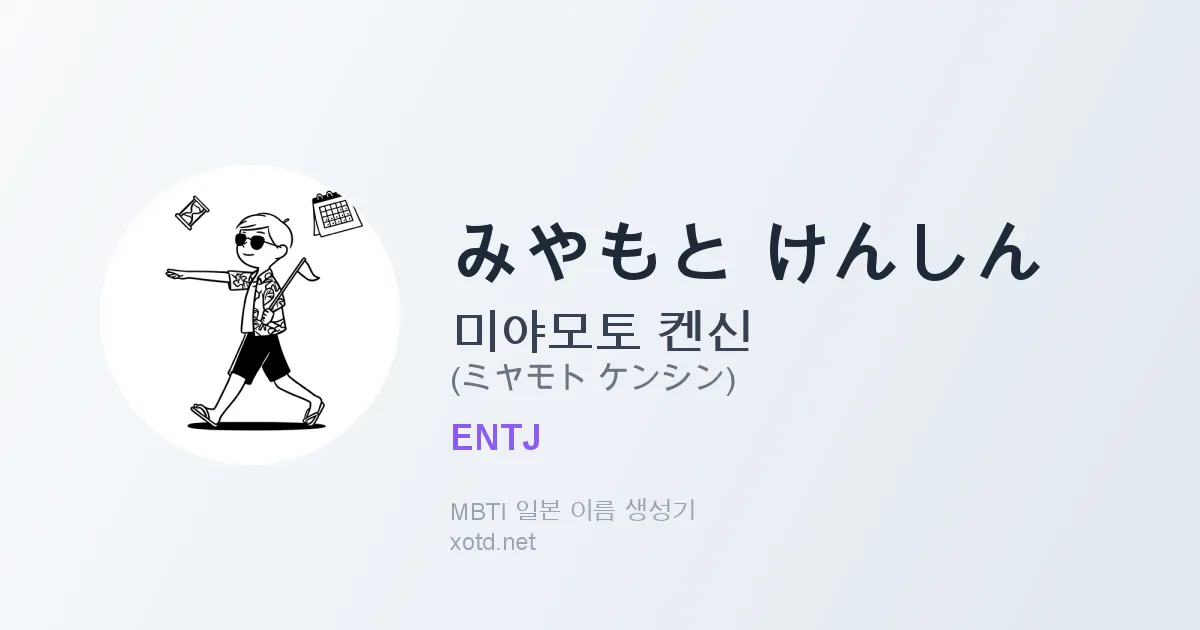 みやもと けんしん
미야모토 켄신
(ミヤモト ケンシン)
ENTJ
MBTI 일본 이름 생성기
xotd.net